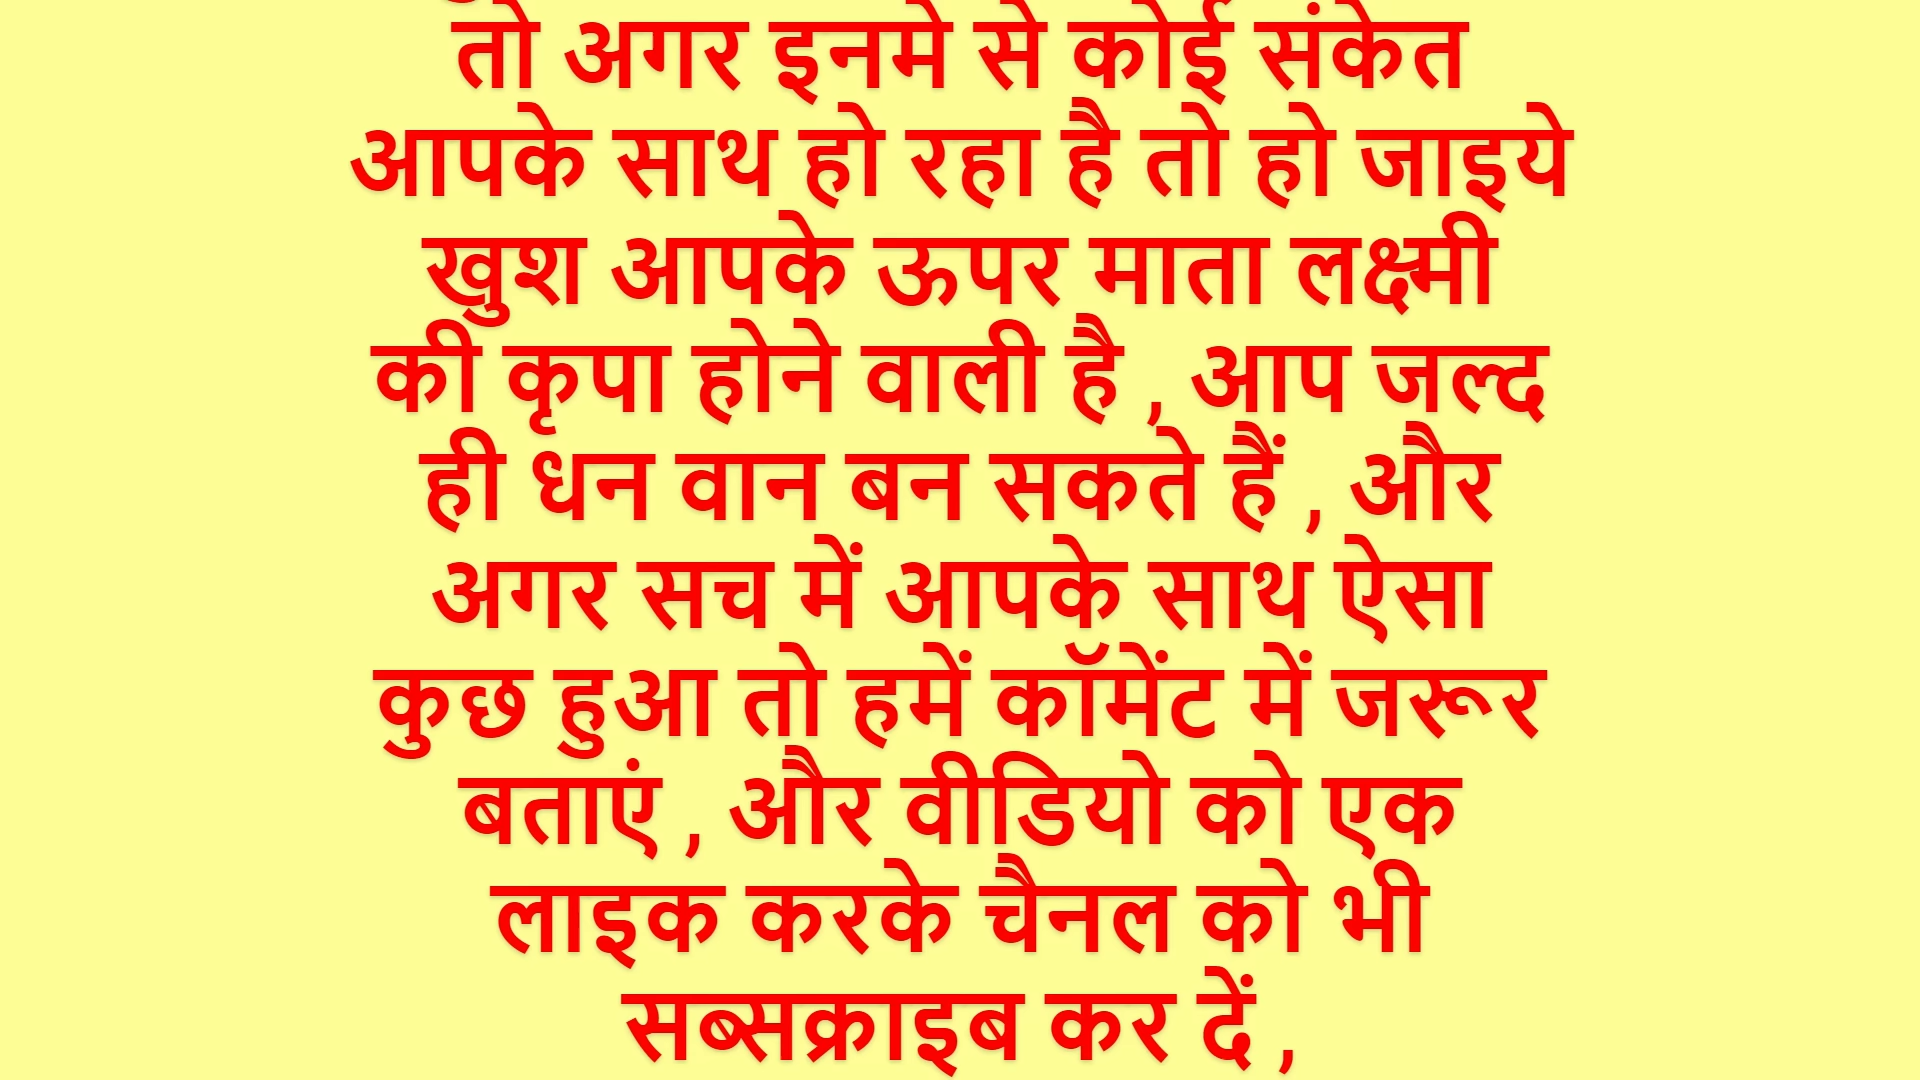 तो अगर इनमे से कोई संकेत
आपके साथ हो रहा है तो हो जाइये
खुश आपके ऊपर माता लक्ष्मी
की कृपा होने वाली है , आप जल्द
ही धन वान बन सकते हैं , और
अगर सच में आपके साथ ऐसा
कुछ हुआ तो हमें कॉमेंट में जरूर
बताएं , और वीडियो को एक
लाइक करके चैनल को भी
सब्सक्राइब कर दें ,